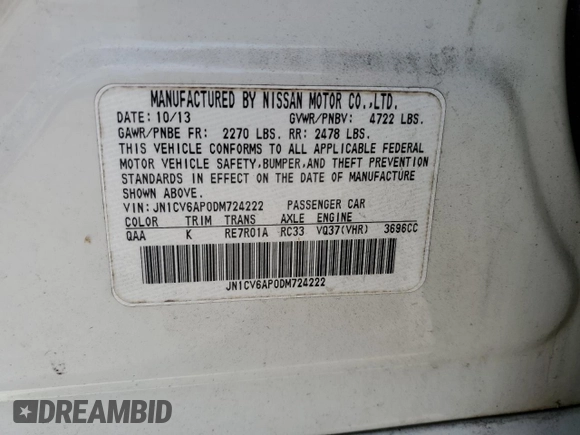 MANUFACTURED BY NISSAN MOTOR CO.,LTD.
DATE: 10/13 GVWR/PNBV: 4722 LBS.
GAWR/PNBE FR: 2270 LBS. RR: 2478 LBS.
THIS VEHICLE CONFORMS TO ALL APPLICABLE FEDERAL
MOTOR VEHICLE SAFETY,BUMPER,AND THEFT PREVENTION
STANDARDS IN EFFECT ON THE DATE OF MANUFACTURE
SHOWN ABOVE.
VIN: JN1CV6AP0DM724222 PASSENGER CAR
COLOR TRIM TRANS AXLE ENGINE
QAA K RE7R01A RC33 VQ37(VHR) 3696CC
JN1CV6AP0DM724222
DREAMBID